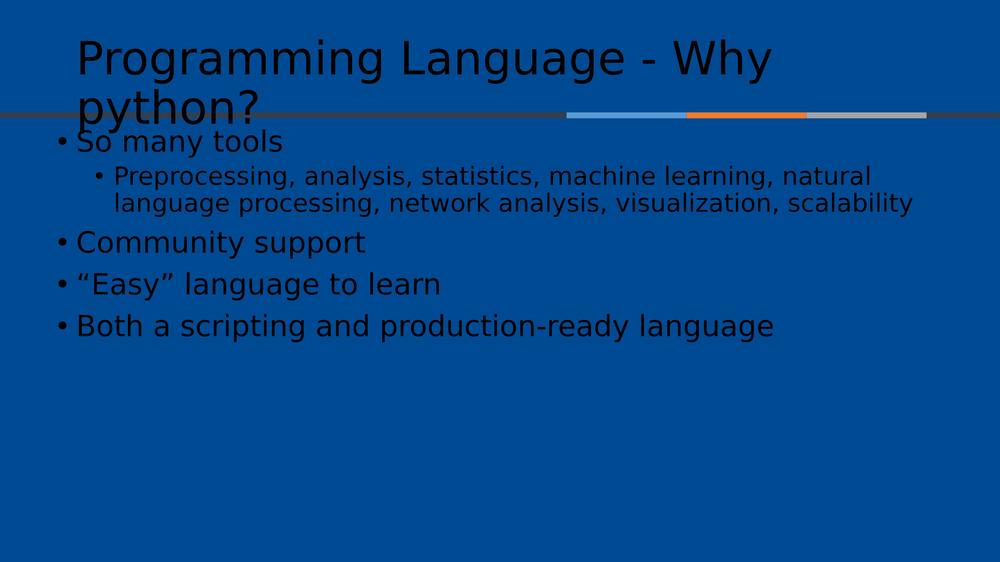 Programming Language - Why
python?
• So many tools
• Preprocessing, analysis, statistics, machine learning, natural
language processing, network analysis, visualization, scalability
• Community support
• “Easy” language to learn
• Both a scripting and production-ready language